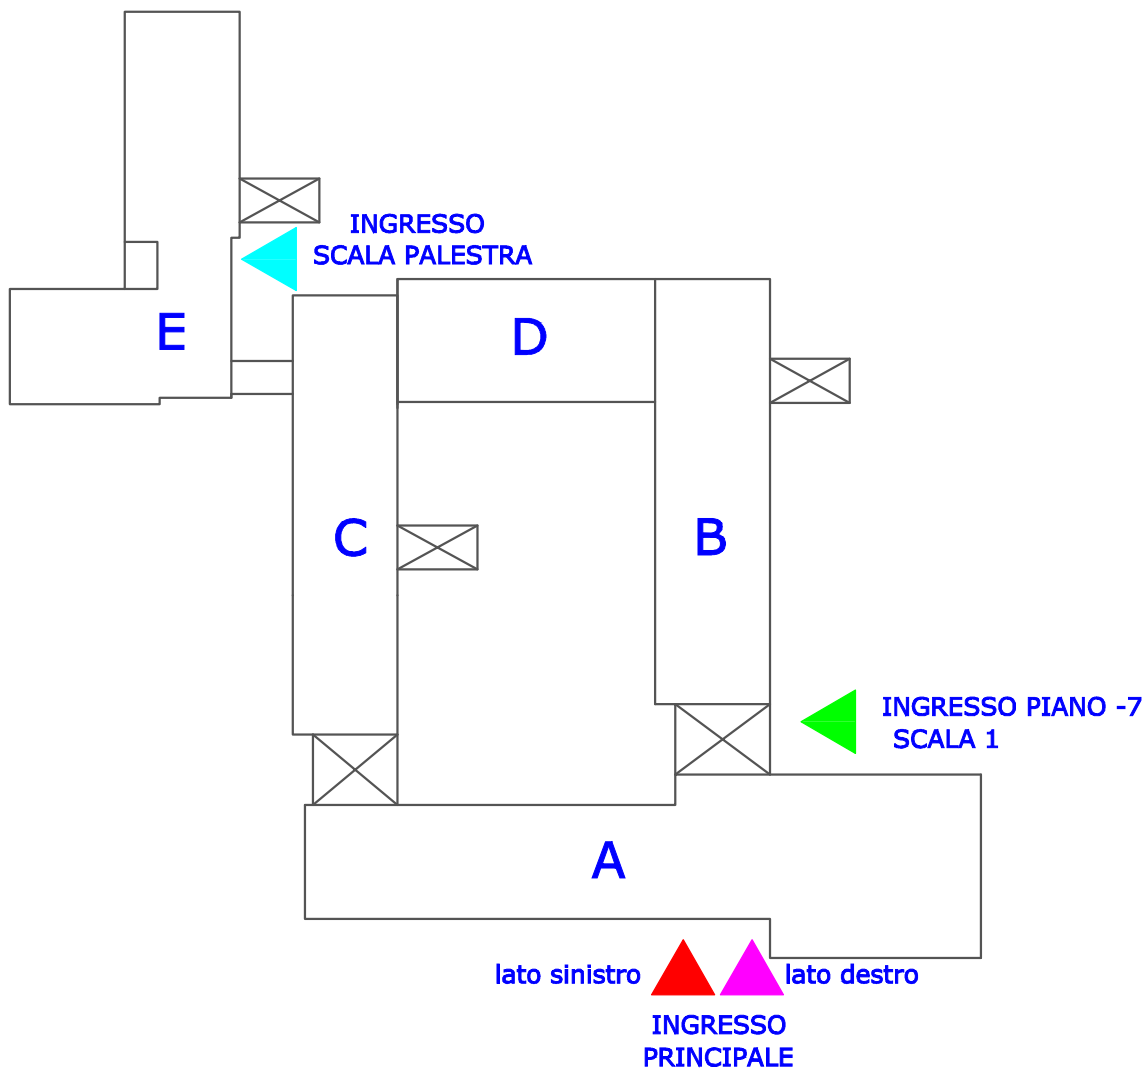 INGRESSO
SCALA PALESTRA
E
D
C
B
INGRESSO PIANO -7
SCALA 1
A
lato sinistro
lato destro
INGRESSO
PRINCIPALE